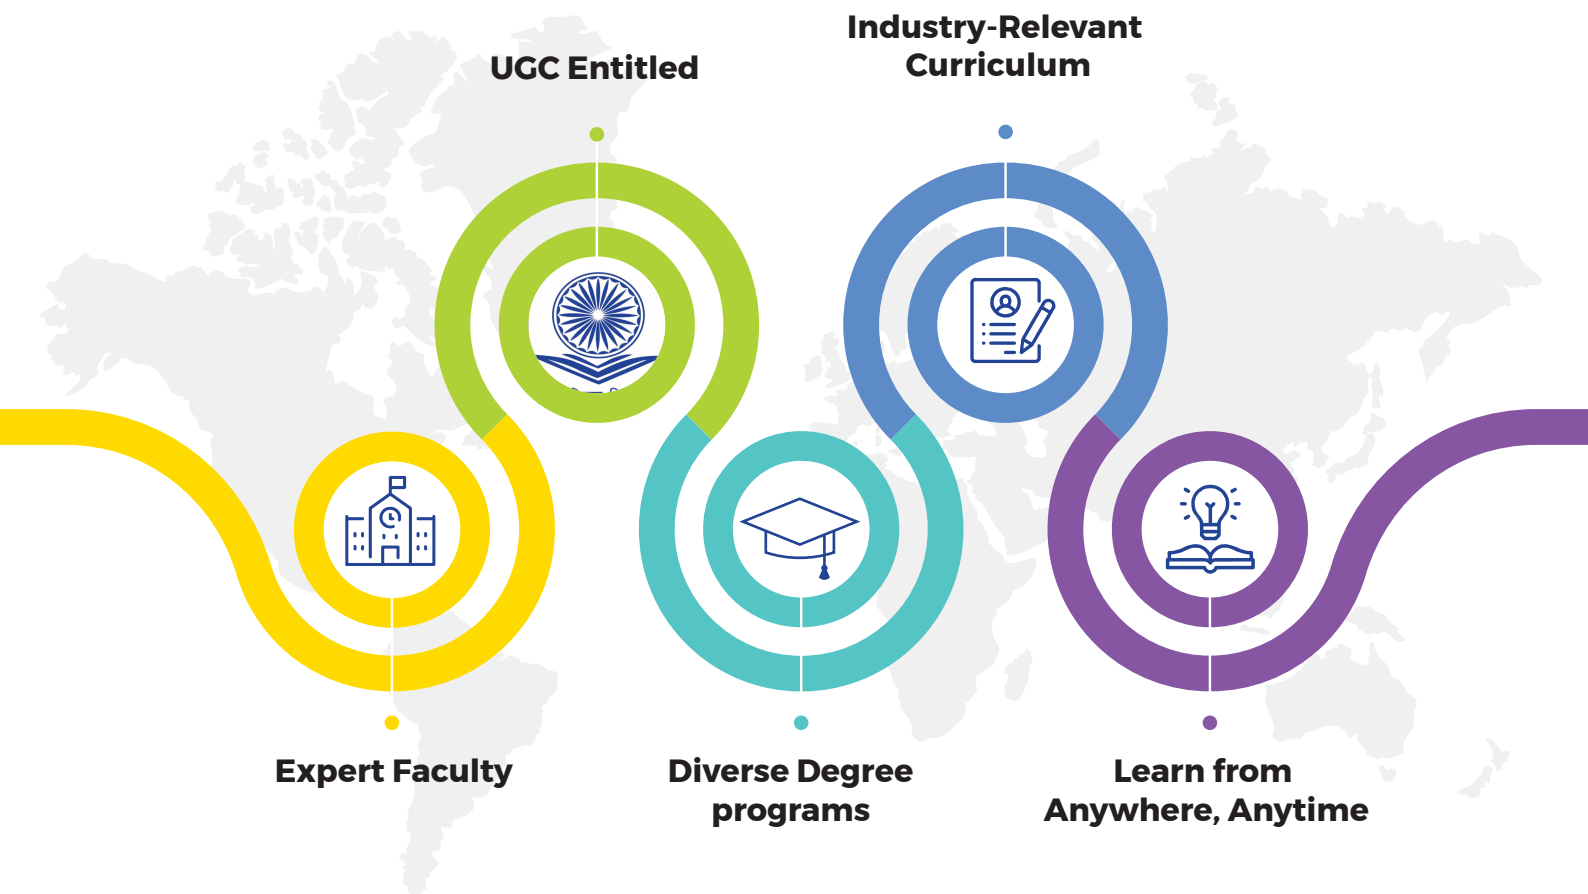 Industry-Relevant
Curriculum
UGC Entitled
Expert Faculty
Diverse Degree
programs
Learn from
Anywhere, Anytime